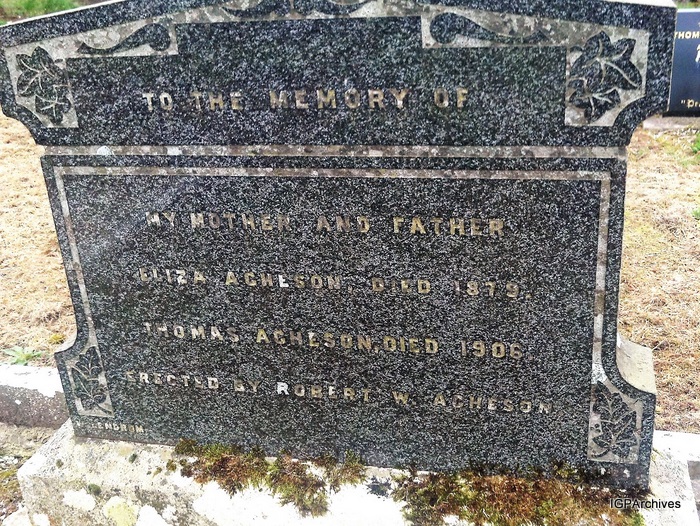 TO THE MEMORY OF
MY MOTHER AND FATHER
ELIZA ACHESON, DIED 1879.
THOMAS ACHESON, DIED 1906
ERECTED BY ROBERT W. ACHESON
IGPArchives